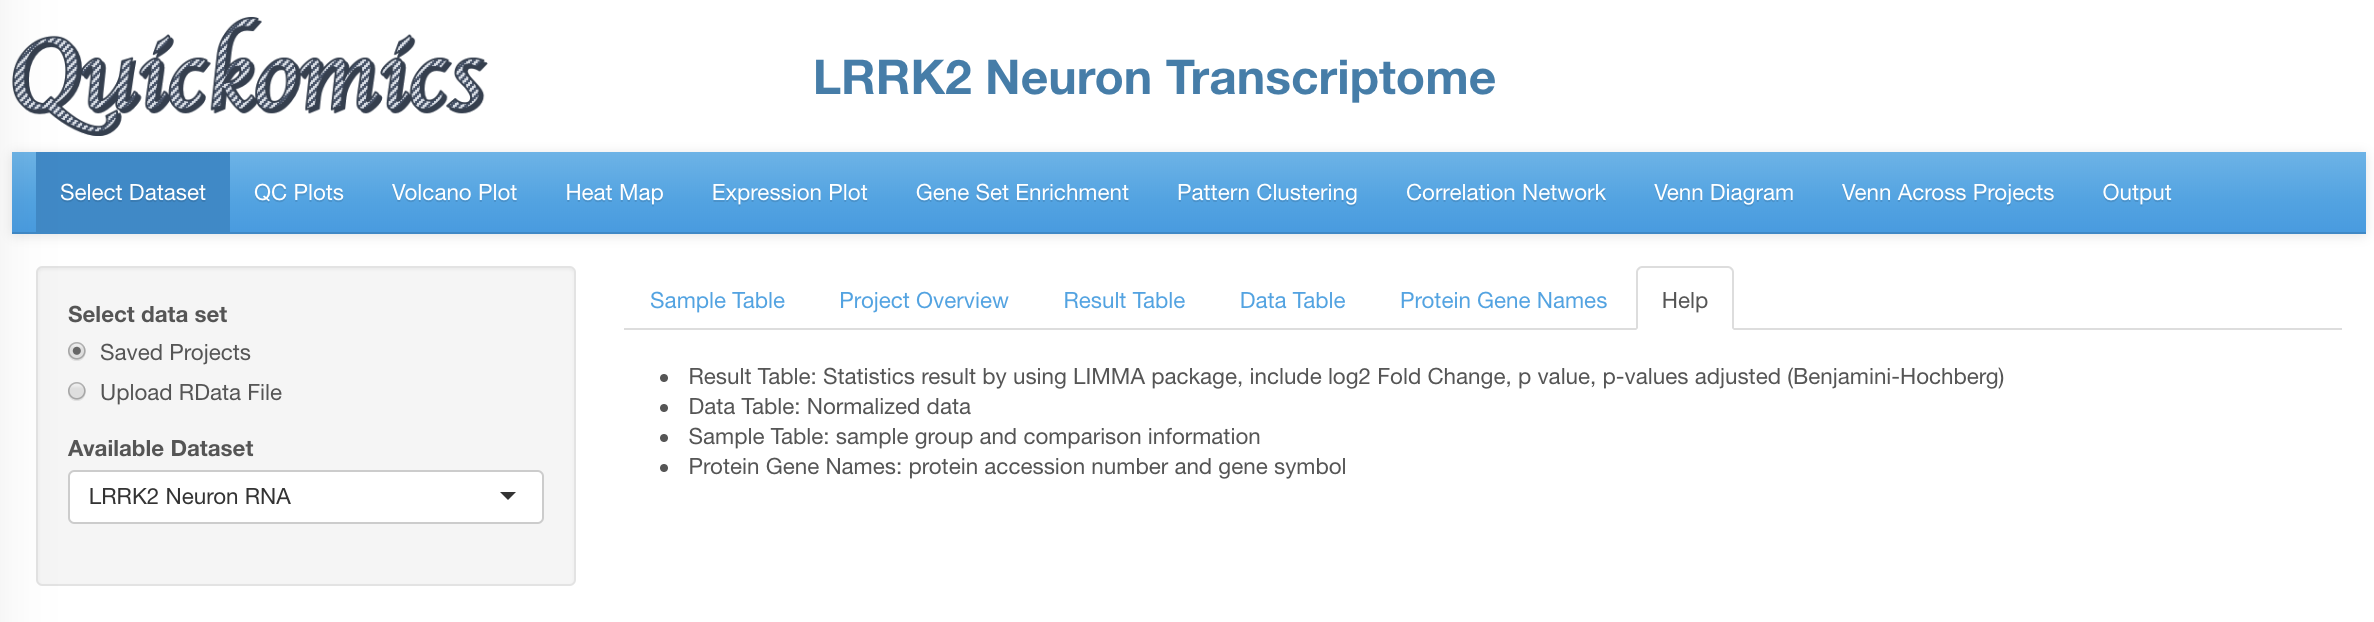 Quickomics
LRRK2 Neuron Transcriptome
Select Dataset QC Plots Volcano Plot Heat Map Expression Plot Gene Set Enrichment Pattern Clustering Correlation Network Venn Diagram Venn Across Projects Output
Select data set
Saved Projects
Upload RData File
Available Dataset
LRRK2 Neuron RNA
Sample Table Project Overview Result Table Data Table Protein Gene Names Help
Result Table: Statistics result by using LIMMA package, include log2 Fold Change, p value, p-values adjusted (Benjamini-Hochberg)
Data Table: Normalized data
Sample Table: sample group and comparison information
Protein Gene Names: protein accession number and gene symbol